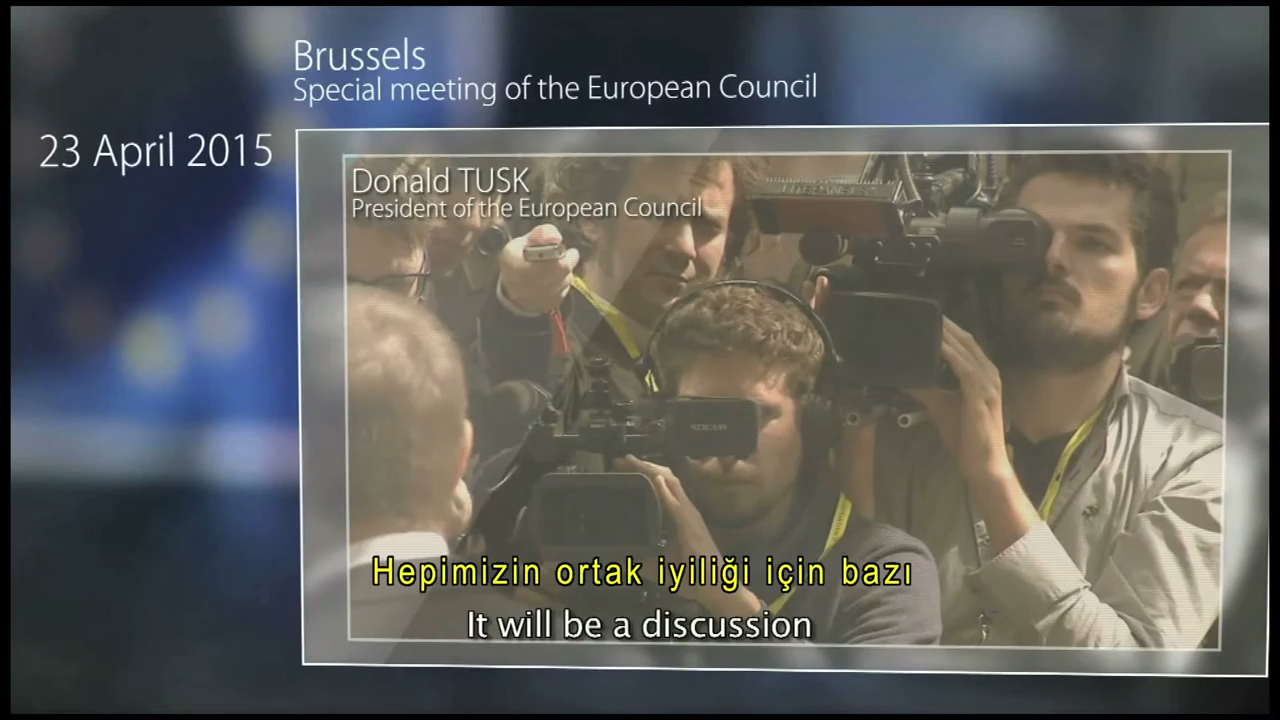 Brussels
Special meeting of the European Council
23 April 2015
Donald TUSK
President of the European Council
Hepimizin ortak iyiliği için bazı
It will be a discussion